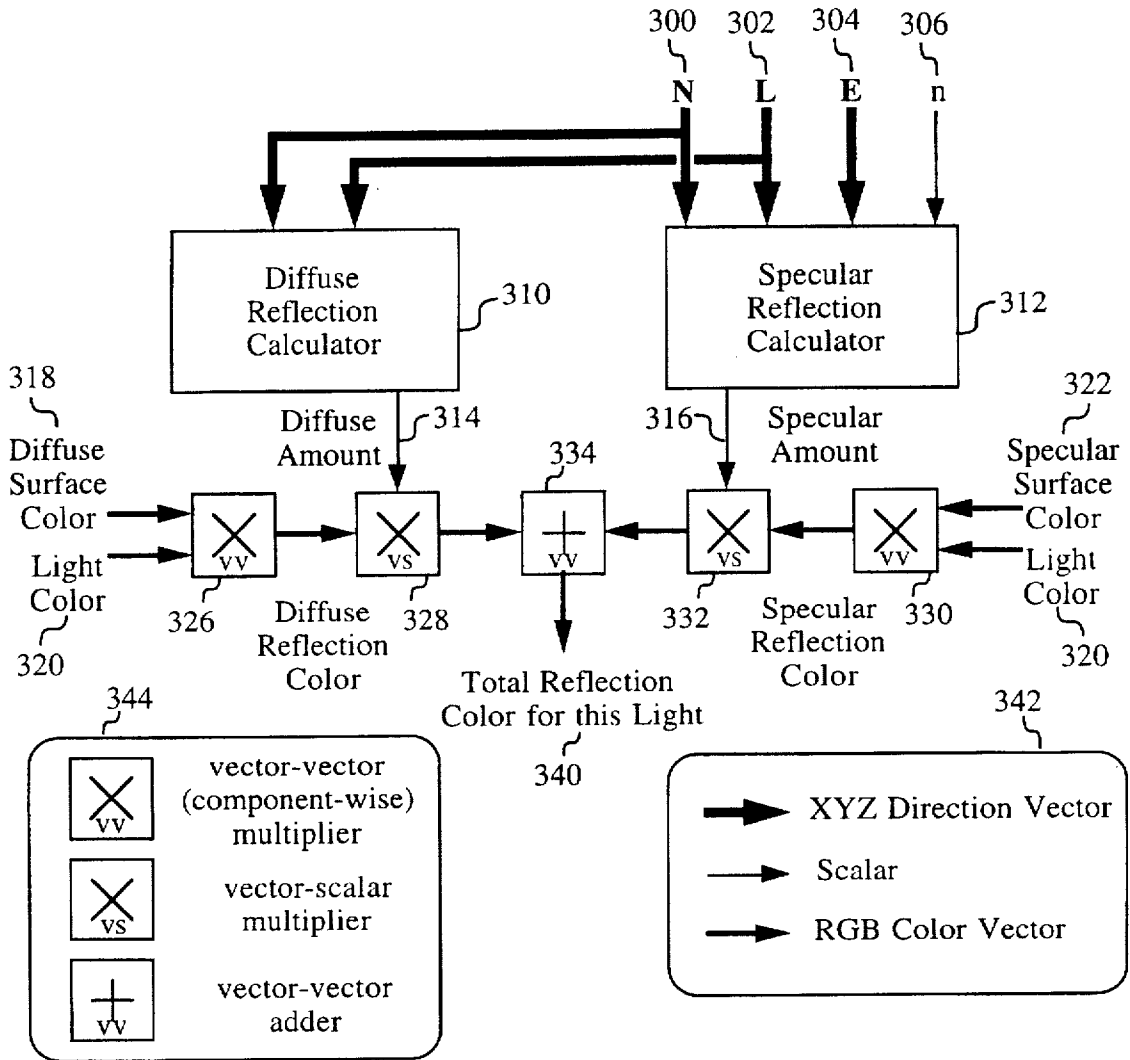 300
302
304
306
N
L
E
n
Diffuse
Reflection
Calculator
310
Specular
Reflection
Calculator
312
318
Diffuse
Surface
Color
Light
Color
320
Diffuse
Amount
314
334
316
Specular
Amount
322
Specular
Surface
Color
Light
Color
320
VV
VS
VV
VS
VV
326
Diffuse
Reflection
Color
328
332
Specular
Reflection
Color
330
Total Reflection
Color for this Light
340
344
VV
vector-vector
(component-wise)
multiplier
VS
vector-scalar
multiplier
VV
vector-vector
adder
342
XYZ Direction Vector
Scalar
RGB Color Vector